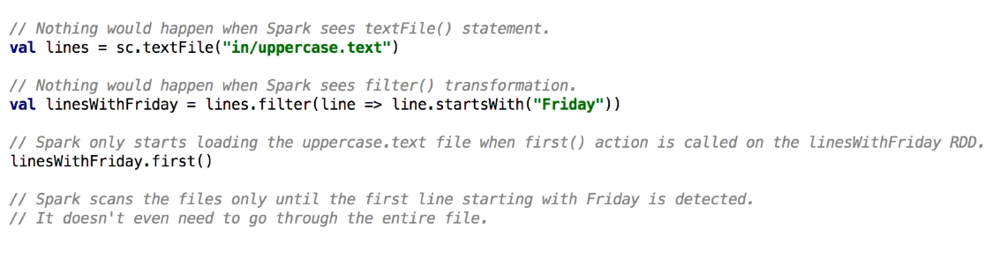 // Nothing would happen when Spark sees textFile() statement.
val lines = sc.textFile("in/uppercase.text")
// Nothing would happen when Spark sees filter() transformation.
val linesWithFriday = lines.filter(line => line.startsWith("Friday"))
// Spark only starts loading the uppercase.text file when first() action is called on the linesWithFriday RDD.
linesWithFriday.first()
// Spark scans the files only until the first line starting with Friday is detected.
// It doesn't even need to go through the entire file.